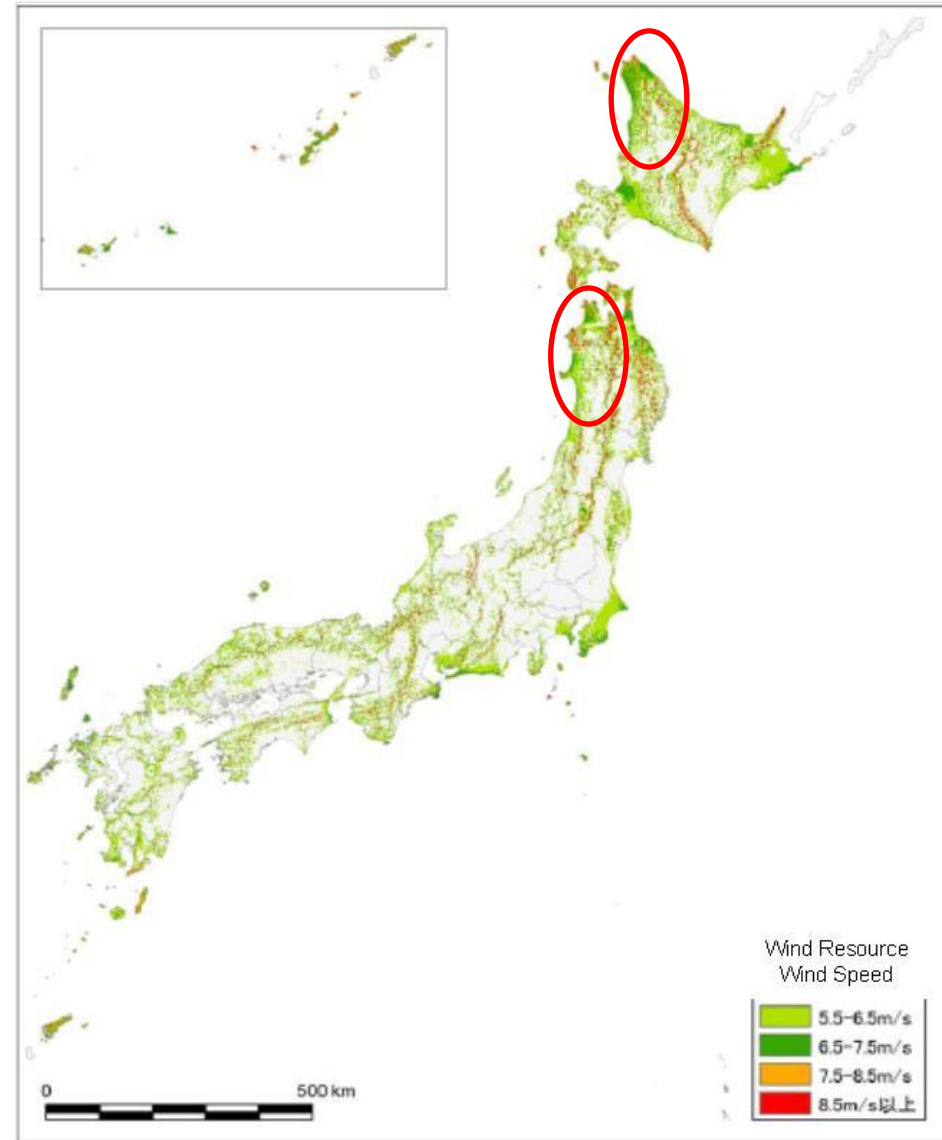 Wind Resource
Wind Speed
5.5-6.5m/s
6.5-7.5m/s
7.5-8.5m/s
8.5m/s以上
0 500 km